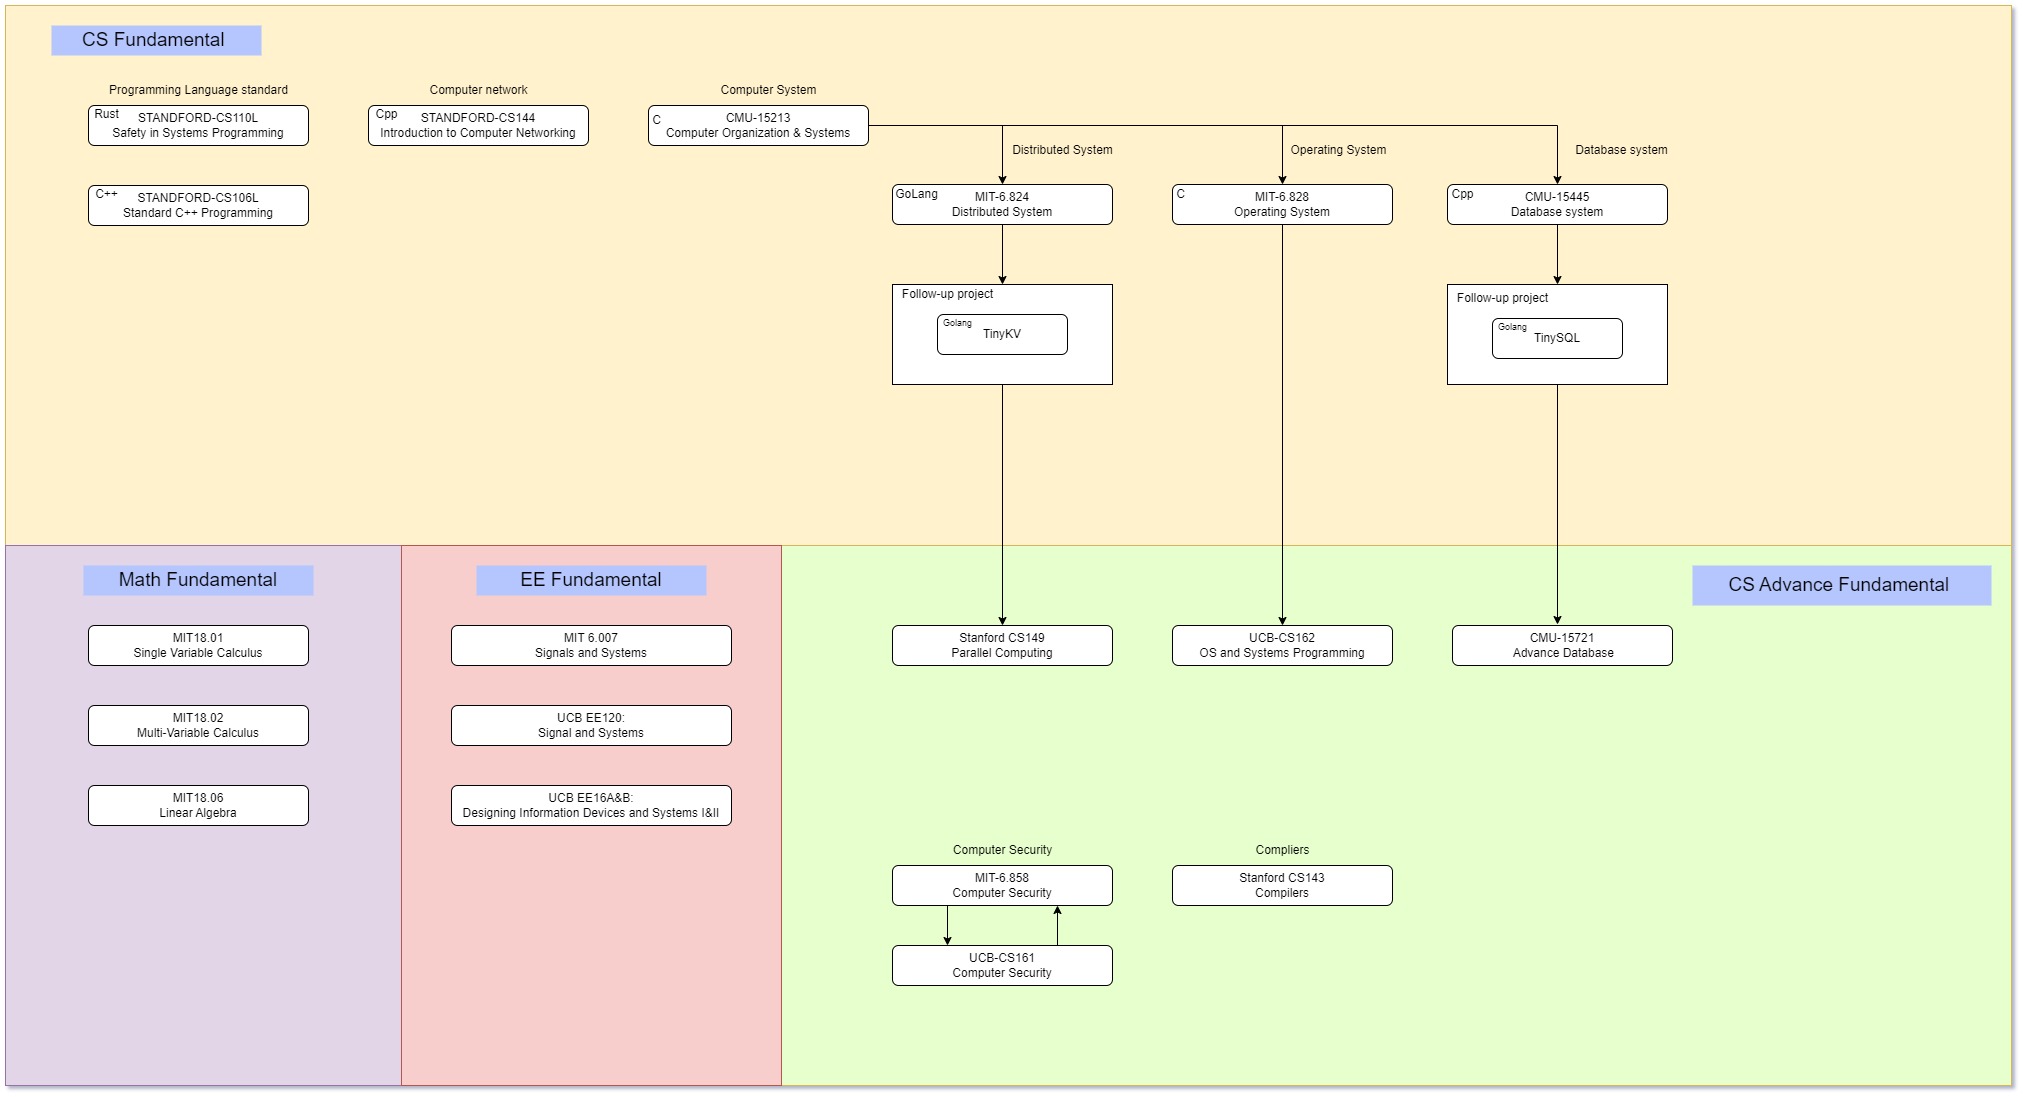 CS Fundamental
Programming Language standard
Rust
STANDFORD-CS110L
Safety in Systems Programming
C++
STANDFORD-CS106L
Standard C++ Programming
Computer network
Cpp
STANDFORD-CS144
Introduction to Computer Networking
Computer System
C
CMU-15213
Computer Organization & Systems
Distributed System
GoLang
MIT-6.824
Distributed System
Follow-up project
Golang
TinyKV
Operating System
C
MIT-6.828
Operating System
Database system
Cpp
CMU-15445
Database system
Follow-up project
Golang
TinySQL
Math Fundamental
MIT18.01
Single Variable Calculus
MIT18.02
Multi-Variable Calculus
MIT18.06
Linear Algebra
EE Fundamental
MIT 6.007
Signals and Systems
UCB EE120:
Signal and Systems
UCB EE16A&B:
Designing Information Devices and Systems I&II
CS Advance Fundamental
Stanford CS149
Parallel Computing
UCB-CS162
OS and Systems Programming
CMU-15721
Advance Database
Computer Security
MIT-6.858
Computer Security
UCB-CS161
Computer Security
Compliers
Stanford CS143
Compilers